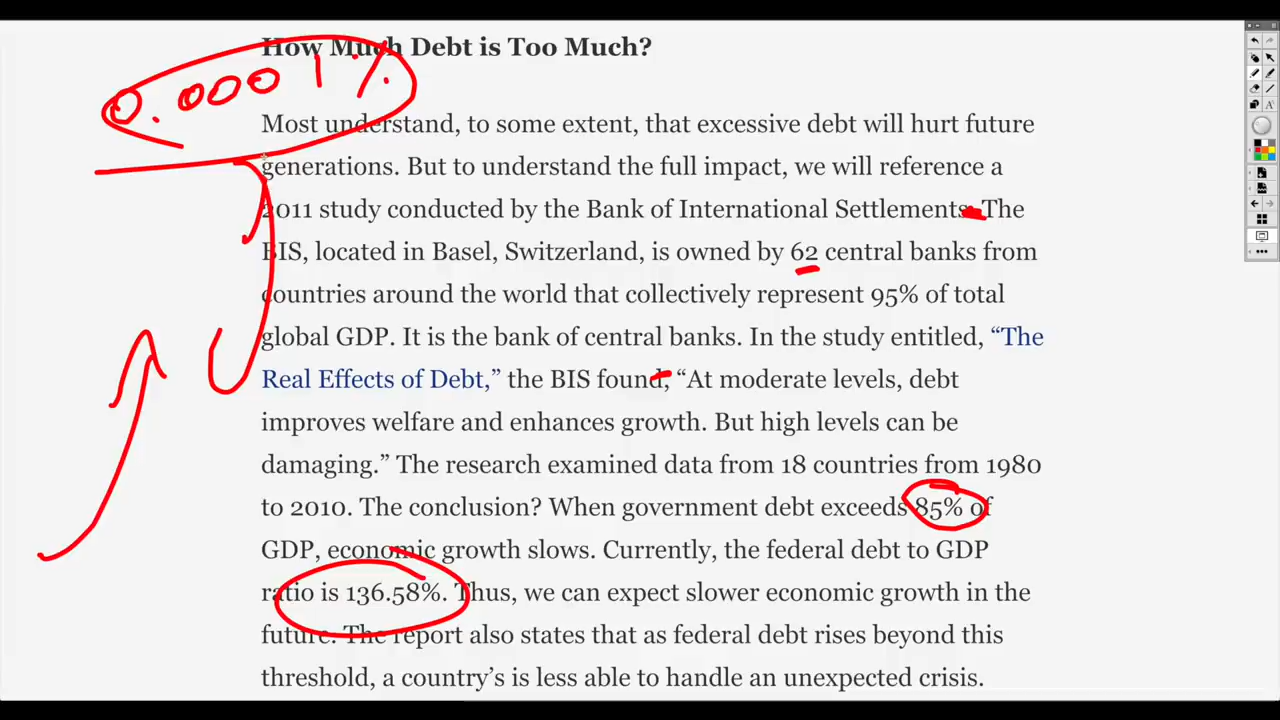 How Much Debt is Too Much?
0.0001%
Most understand, to some extent, that excessive debt will hurt future
generations. But to understand the full impact, we will reference a
2011 study conducted by the Bank of International Settlements. The
BIS, located in Basel, Switzerland, is owned by 62 central banks from
countries around the world that collectively represent 95% of total
global GDP. It is the bank of central banks. In the study entitled, “The
Real Effects of Debt,” the BIS found, “At moderate levels, debt
improves welfare and enhances growth. But high levels can be
damaging.” The research examined data from 18 countries from 1980
to 2010. The conclusion? When government debt exceeds 85% of
GDP, economic growth slows. Currently, the federal debt to GDP
ratio is 136.58%. Thus, we can expect slower economic growth in the
future. The report also states that as federal debt rises beyond this
threshold, a country’s is less able to handle an unexpected crisis.